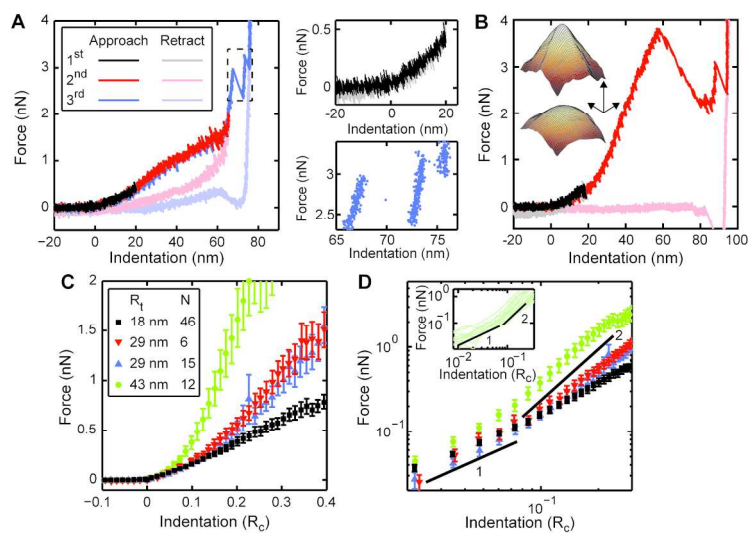 A
Approach Retract
1st
2nd
3rd
Force (nN)
4
3
2
1
0
-20 0 20 40 60 80
Indentation (nm)
Force (nN)
0.5
0
-20 0 20
Indentation (nm)
Force (nN)
3
2.5
65 70 75
Indentation (nm)
B
Force (nN)
4
3
2
1
0
-20 0 20 40 60 80 100
Indentation (nm)
C
Rt N
18 nm 46
29 nm 6
29 nm 15
43 nm 12
Force (nN)
2
1.5
1
0.5
0
-0.1 0 0.1 0.2 0.3 0.4
Indentation (Rc)
D
Force (nN)
10^0
10^-1
10^-1
Indentation (Rc)
1
2
Force (nN)
10^0
10^-1
10^-2 10^-1
Indentation (Rc)
1
2